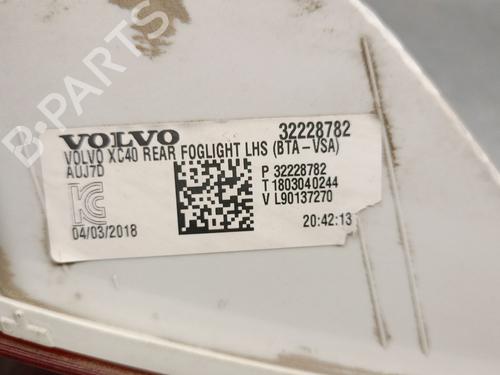 B-PARTS
VOLVO 32228782
VOLVO XC40 REAR FOGLIGHT LHS (BTA-VSA)
AUJ7D
P 32228782
T 1803040244
V L90137270
KC
04/03/2018 20:42:13